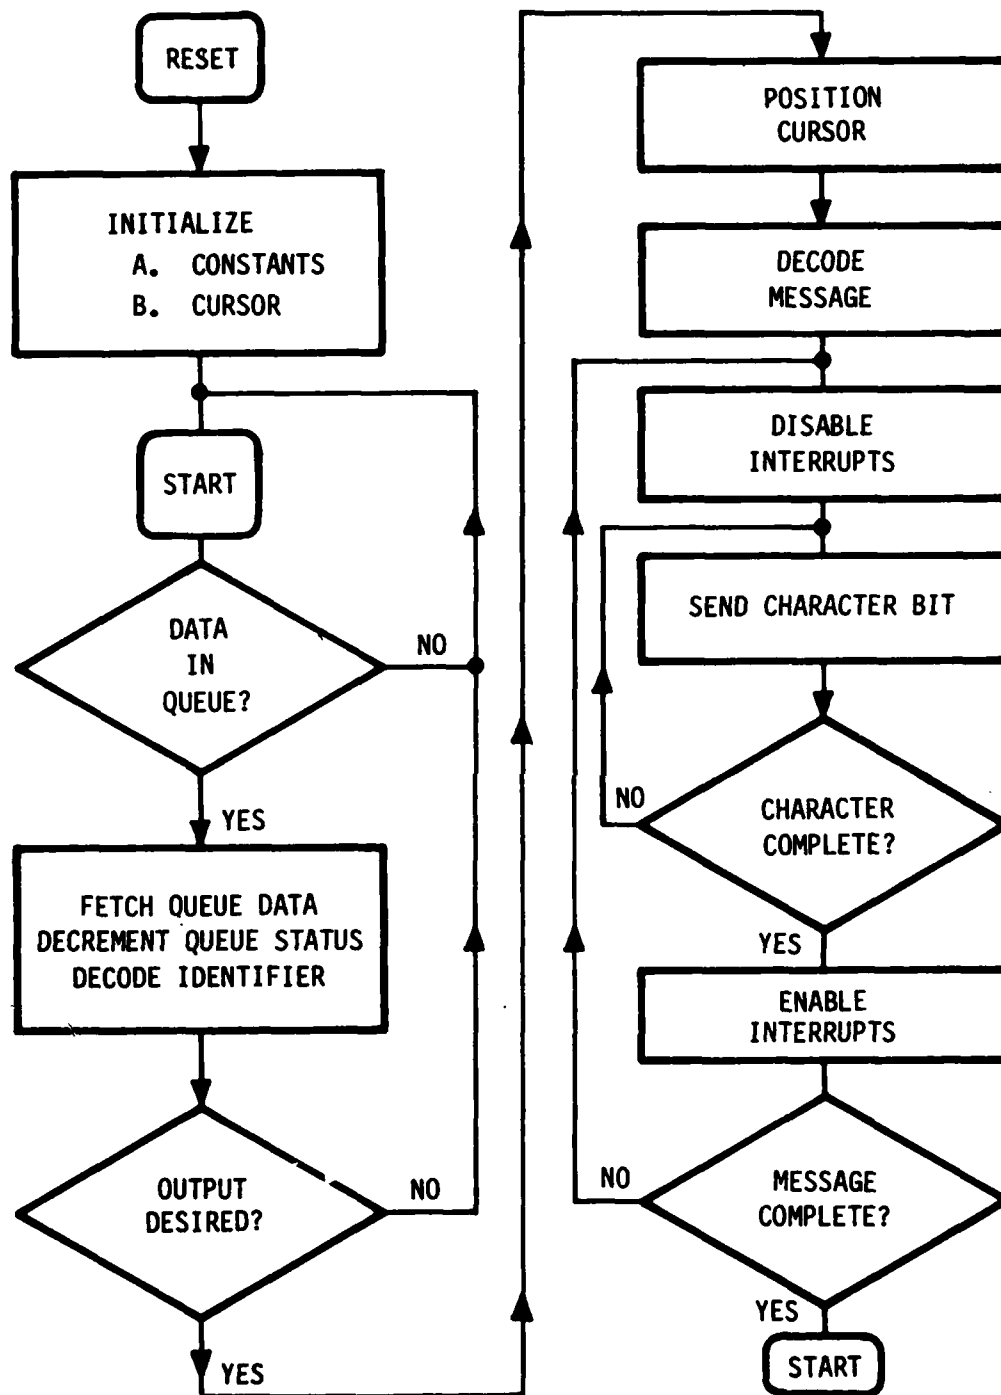 RESET
INITIALIZE
A. CONSTANTS
B. CURSOR
START
DATA
IN
QUEUE?
NO
YES
FETCH QUEUE DATA
DECREMENT QUEUE STATUS
DECODE IDENTIFIER
OUTPUT
DESIRED?
NO
YES
POSITION
CURSOR
DECODE
MESSAGE
DISABLE
INTERRUPTS
SEND CHARACTER BIT
CHARACTER
COMPLETE?
NO
YES
ENABLE
INTERRUPTS
MESSAGE
COMPLETE?
NO
YES
START